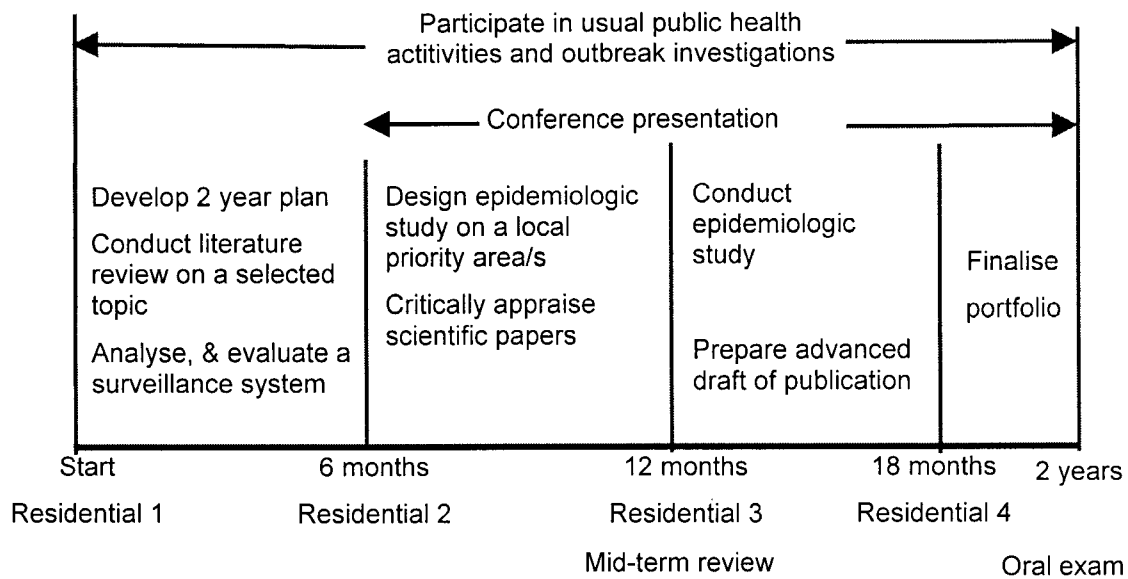 Participate in usual public health
actitivities and outbreak investigations
Conference presentation
Develop 2 year plan
Conduct literature
review on a selected
topic
Analyse, & evaluate a
surveillance system
Design epidemiologic
study on a local
priority area/s
Critically appraise
scientific papers
Conduct
epidemiologic
study
Prepare advanced
draft of publication
Finalise
portfolio
Start
6 months
12 months
18 months
2 years
Residential 1
Residential 2
Residential 3
Residential 4
Mid-term review
Oral exam